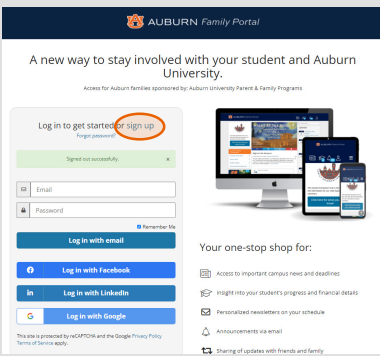 AUBURN Family Portal
A new way to stay involved with your student and Auburn
University.
Access for Auburn families sponsored by: Auburn University Parent & Family Programs
Log in to get started or sign up
Forgot password?
Signed out successfully. ×
Email
Password
Remember Me
Log in with email
Log in with Facebook
in Log in with LinkedIn
G Log in with Google
This site is protected by reCAPTCHA and the Google Privacy Policy
Terms of Service apply.
Your one-stop shop for:
Access to important campus news and deadlines
Insight into your student's progress and financial details
Personalized newsletters on your schedule
Announcements via email
Sharing of updates with friends and family